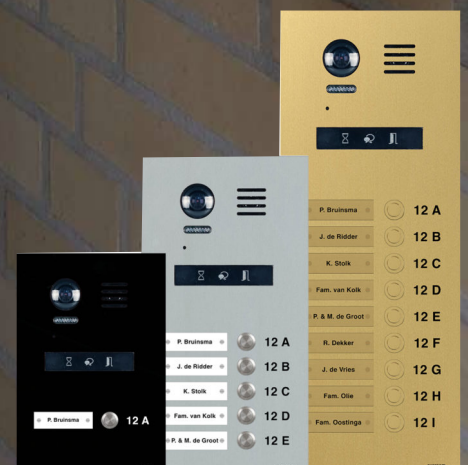 P. Bruinsma 12 A
J. de Ridder 12 B
K. Stolk 12 C
Fam. van Kolk 12 D
P. & M. de Groot 12 E
R. Dekker 12 F
J. de Vries 12 G
Fam. Olie 12 H
Fam. Oostinga 12 I
P. Bruinsma 12 A
J. de Ridder 12 B
K. Stolk 12 C
Fam. van Kolk 12 D
P. & M. de Groot 12 E
P. Bruinsma 12 A